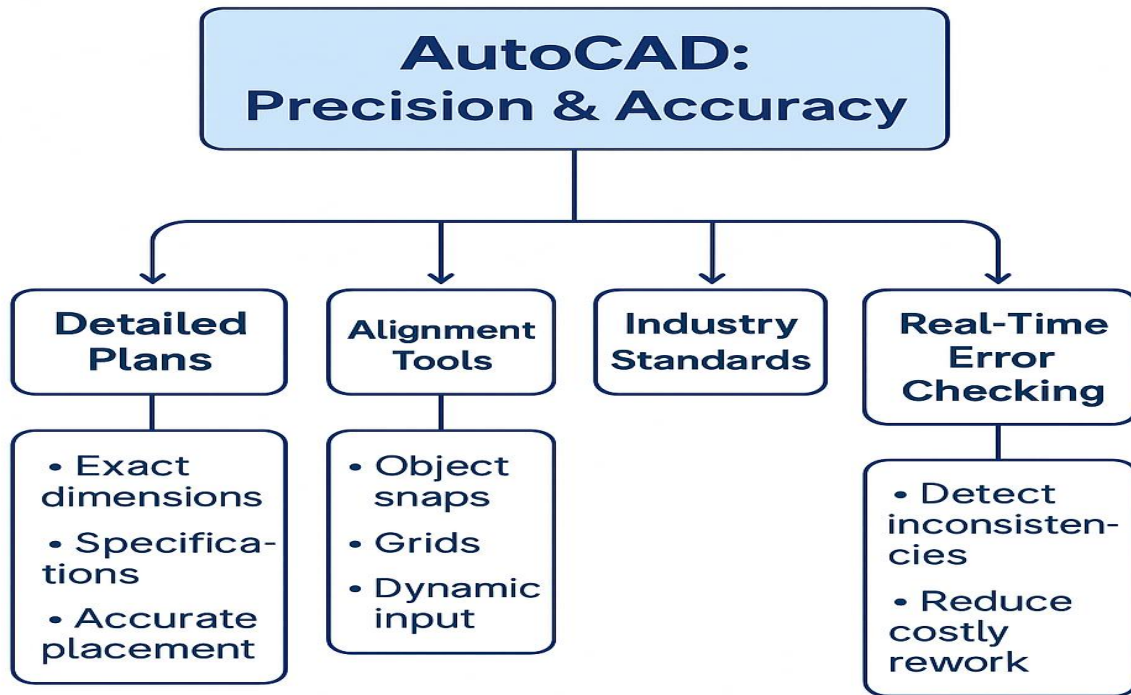 AutoCAD:
Precision & Accuracy
Detailed
Plans
• Exact
dimensions
• Specifica-
tions
• Accurate
placement
Alignment
Tools
• Object
snaps
• Grids
• Dynamic
input
Industry
Standards
Real-Time
Error
Checking
• Detect
inconsisten-
cies
• Reduce
costly
rework